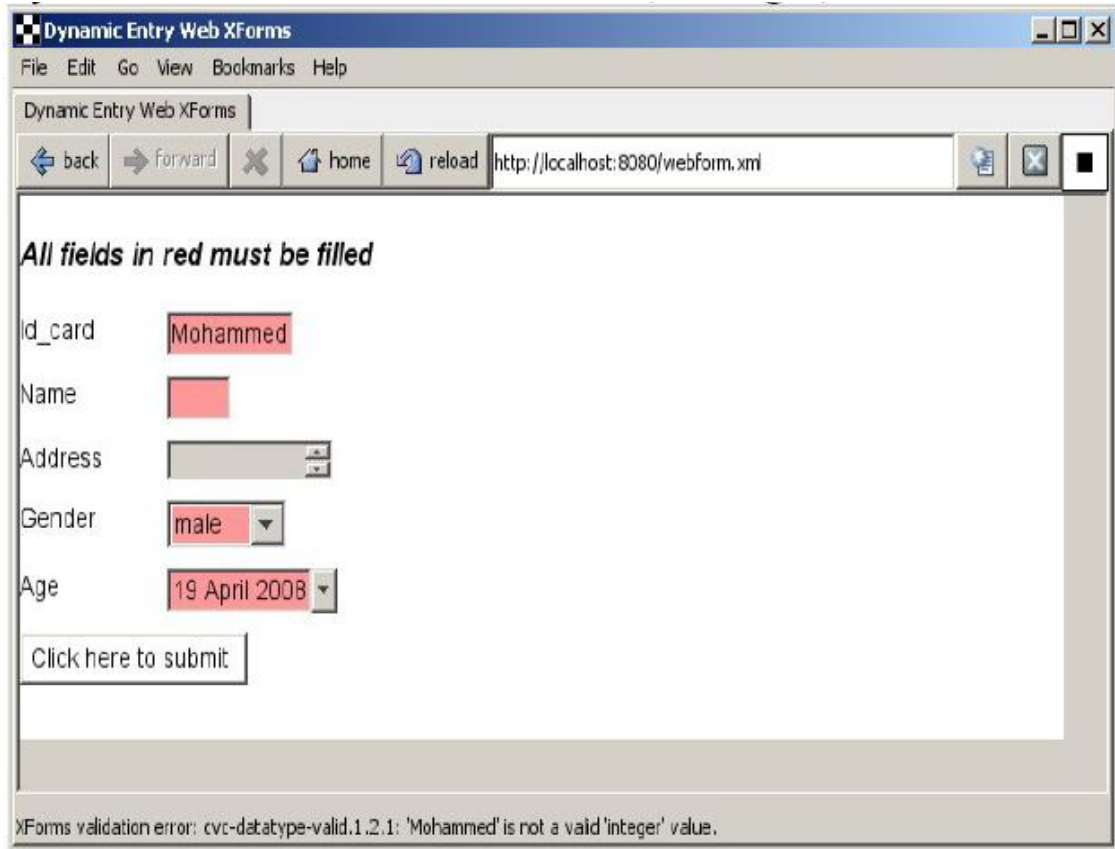 Dynamic Entry Web XForms
File Edit Go View Bookmarks Help
Dynamic Entry Web XForms
back forward home reload http://localhost:8080/webform.xml
All fields in red must be filled
Id_card Mohammed
Name
Address
Gender male
Age 19 April 2008
Click here to submit
XForms validation error: cvc-datatype-valid.1.2.1: 'Mohammed' is not a valid 'integer' value.